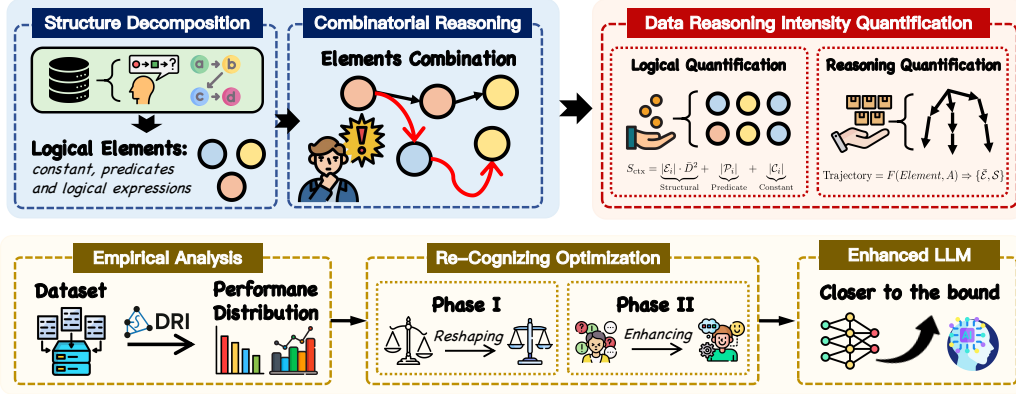 Structure Decomposition
?
a b
c d
Logical Elements:
constant, predicates
and logical expressions
Combinatorial Reasoning
Elements Combination
!
Data Reasoning Intensity Quantification
Logical Quantification
S_ctx = |ℰ_i| · D̄² + |𝒫_i| + |𝒞_i|
Structural Predicate Constant
Reasoning Quantification
Trajectory = F(Element, A) ⇒ {ℰ̄, 𝒮}
Empirical Analysis
Dataset
DRI
Performane
Distribution
Re-Cognizing Optimization
Phase I
Reshaping
Phase II
? !
Enhancing
Enhanced LLM
Closer to the bound
AI